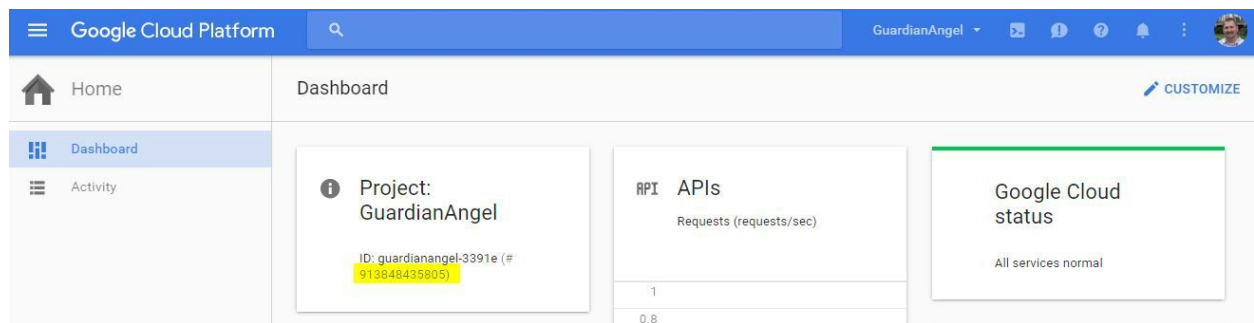 Google Cloud Platform
GuardianAngel
Home
Dashboard
CUSTOMIZE
Dashboard
Activity
Project:
GuardianAngel
ID: guardianangel-3391e (#
913848435805)
API APIs
Requests (requests/sec)
1
0.8
Google Cloud
status
All services normal